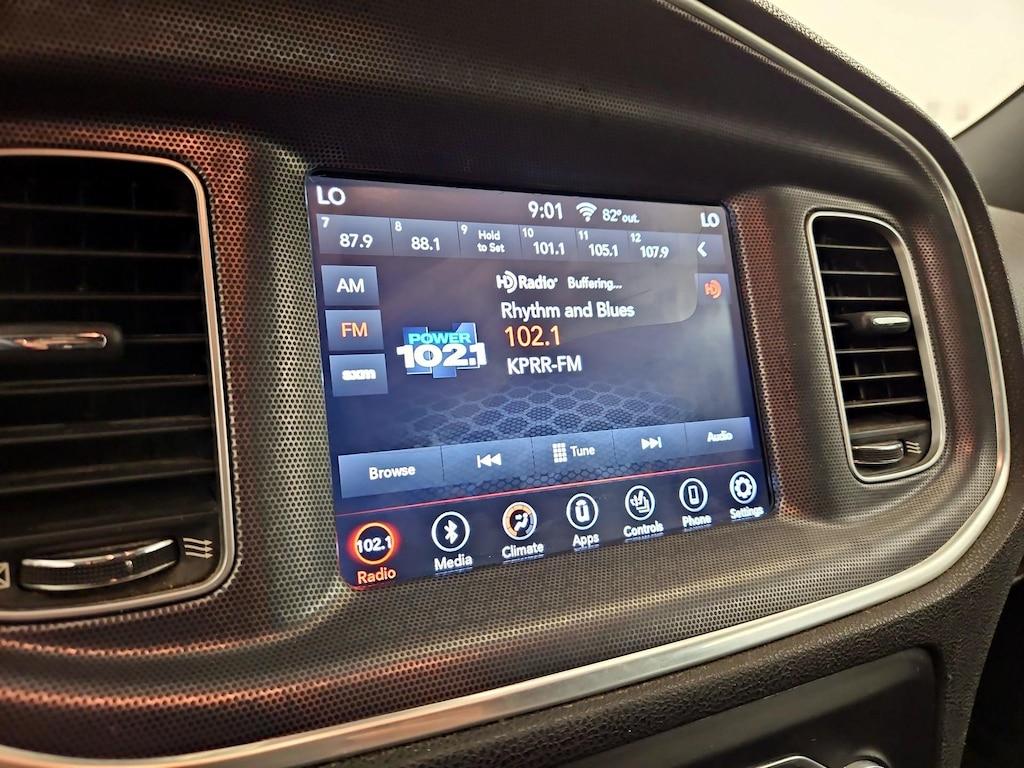 LO 9:01 82° out. LO
7 87.9 8 88.1 9 Hold to Set 10 101.1 11 105.1 12 107.9 <
AM HD Radio Buffering... HD
Rhythm and Blues
FM POWER 102.1 102.1
sxm KPRR-FM
Browse Tune Audio
102.1
Radio Media Climate Apps Controls Phone Settings